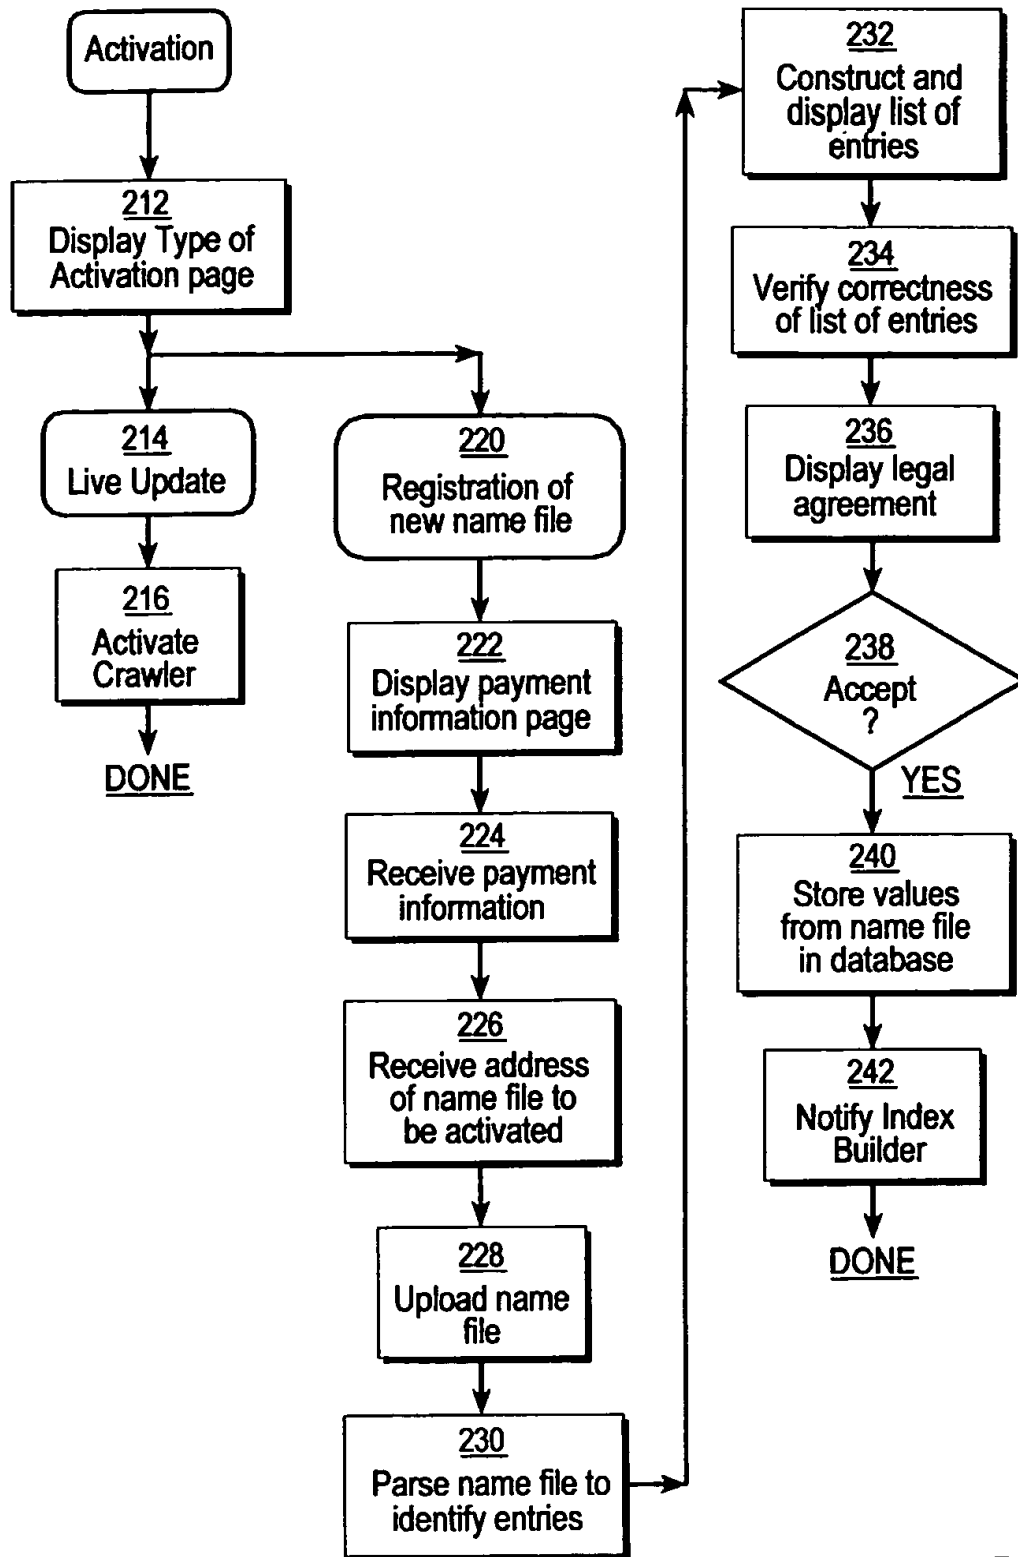 Activation
212
Display Type of
Activation page
214
Live Update
216
Activate
Crawler
DONE
220
Registration of
new name file
222
Display payment
information page
224
Receive payment
information
226
Receive address
of name file to
be activated
228
Upload name
file
230
Parse name file to
identify entries
232
Construct and
display list of
entries
234
Verify correctness
of list of entries
236
Display legal
agreement
238
Accept
?
YES
240
Store values
from name file
in database
242
Notify Index
Builder
DONE